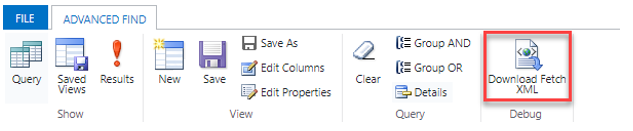 FILE
ADVANCED FIND
Query
Saved
Views
Results
New
Save
Save As
Edit Columns
Edit Properties
Clear
[= Group AND
[= Group OR
Details
Download Fetch
XML
Show
View
Query
Debug